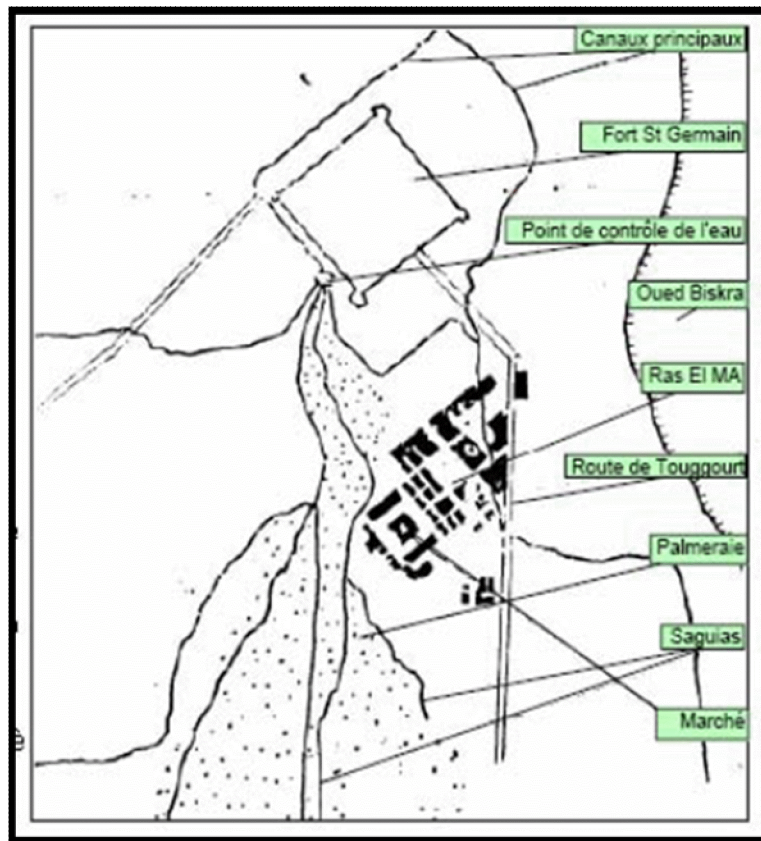 Canaux principaux
Fort St Germain
Point de contrôle de l'eau
Oued Biskra
Ras El MA
Route de Touggourt
Palmeraie
Saguias
Marché